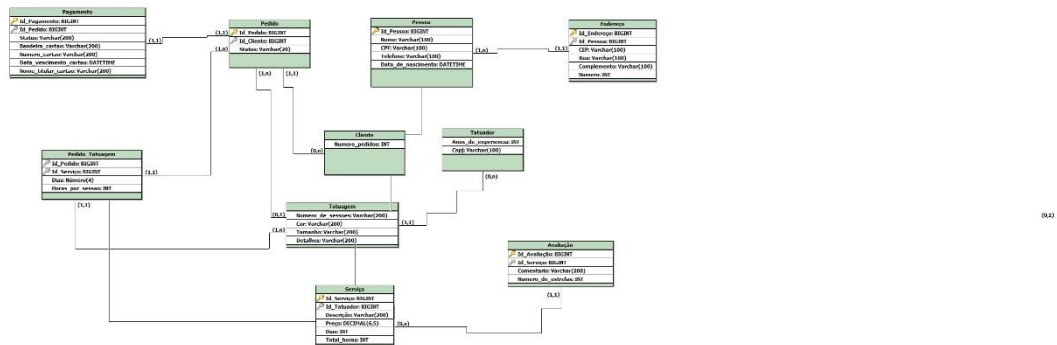 Pagamento
Id_Pagamento: BIGINT
Id_Pedido: BIGINT
Status: Varchar(200)
Bandeira_cartao: Varchar(200)
Numero_cartao: Varchar(200)
Data_vencimento_cartao: DATETIME
Nome_titular_cartao: Varchar(200)
(1,1)
(1,1)
(1,n)
Pedido
Id_Pedido: BIGINT
Id_Cliente: BIGINT
Status: Varchar(20)
(1,n)
(1,1)
Pessoa
Id_Pessoa: BIGINT
Nome: Varchar(100)
CPF: Varchar(100)
Telefone: Varchar(100)
Data_de_nascimento: DATETIME
(1,n)
(1,1)
Endereço
Id_Endereço: BIGINT
Id_Pessoa: BIGINT
CEP: Varchar(100)
Rua: Varchar(100)
Complemento: Varchar(100)
Numero: INT
Cliente
Numero_pedidos: INT
(0,n)
Tatuador
Anos_de_experiencia: INT
Cnpj: Varchar(100)
(0,n)
Pedido_Tatuagem
Id_Pedido: BIGINT
Id_Serviço: BIGINT
Dias: Número(4)
Horas_por_sessao: INT
(1,1)
(1,1)
Tatuagem
Numero_de_sessoes: Varchar(200)
Cor: Varchar(200)
Tamanho: Varchar(200)
Detalhes: Varchar(200)
(0,1)
(1,n)
(1,1)
(0,1)
Avaliação
Id_Avaliação: BIGINT
Id_Serviço: BIGINT
Comentario: Varchar(200)
Numero_de_estrelas: INT
(1,1)
Serviço
Id_Serviço: BIGINT
Id_Tatuador: BIGINT
Descrição: Varchar(200)
Preço: DECIMAL(6,5)
Dias: INT
Total_horas: INT
(0,n)